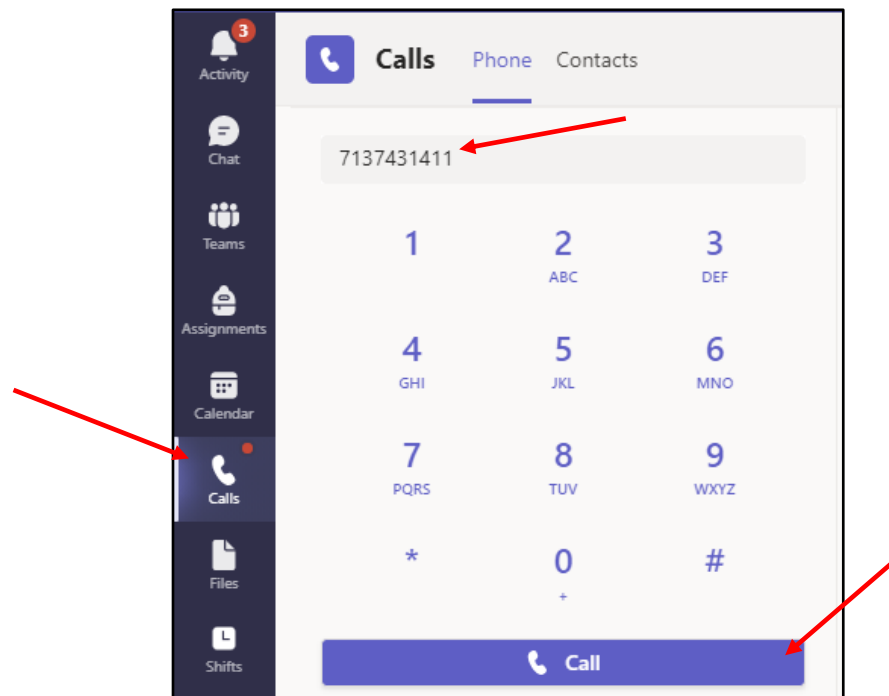 3
Activity
Chat
Teams
Assignments
Calendar
Calls
Files
Shifts
Calls Phone Contacts
7137431411
1 2 3
ABC DEF
4 5 6
GHI JKL MNO
7 8 9
PQRS TUV WXYZ
* 0 #
+
Call